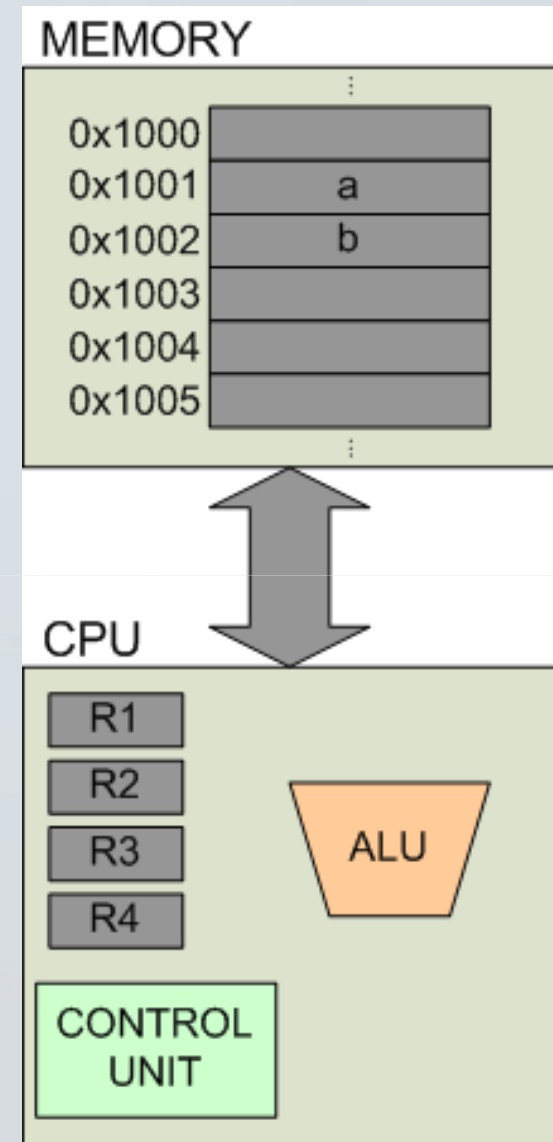 MEMORY
0x1000
0x1001 a
0x1002 b
0x1003
0x1004
0x1005
CPU
R1
R2
R3
R4
ALU
CONTROL
UNIT